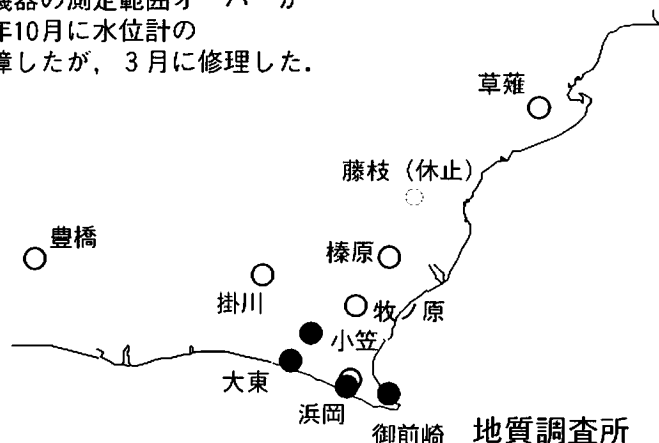 機器の測定範囲オーバーが
年10月に水位計の
障したが，３月に修理した．
草薙
藤枝（休止）
豊橋
榛原
掛川
牧ノ原
小笠
大東
浜岡
御前崎
地質調査所